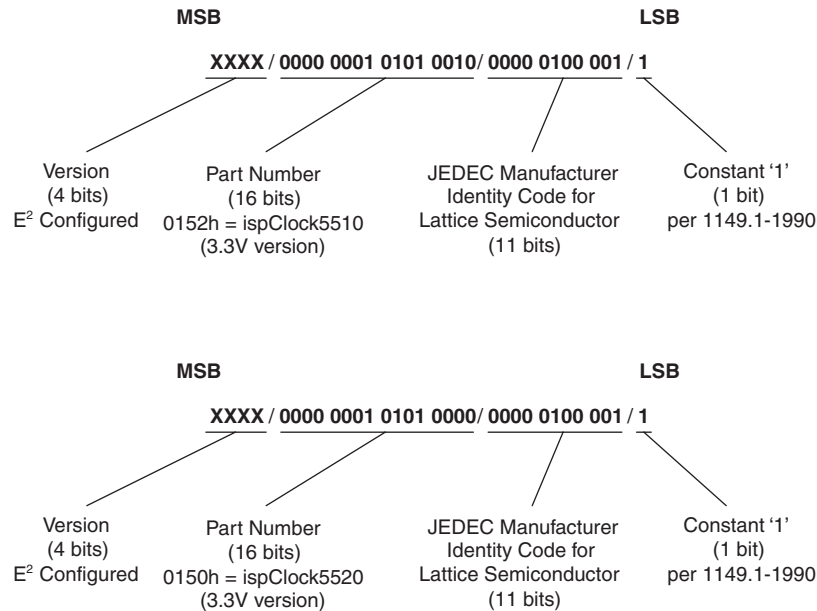 MSB LSB
XXXX / 0000 0001 0101 0010/ 0000 0100 001 / 1
Version
(4 bits)
E² Configured
Part Number
(16 bits)
0152h = ispClock5510
(3.3V version)
JEDEC Manufacturer
Identity Code for
Lattice Semiconductor
(11 bits)
Constant ‘1’
(1 bit)
per 1149.1-1990
MSB LSB
XXXX / 0000 0001 0101 0000/ 0000 0100 001 / 1
Version
(4 bits)
E² Configured
Part Number
(16 bits)
0150h = ispClock5520
(3.3V version)
JEDEC Manufacturer
Identity Code for
Lattice Semiconductor
(11 bits)
Constant ‘1’
(1 bit)
per 1149.1-1990